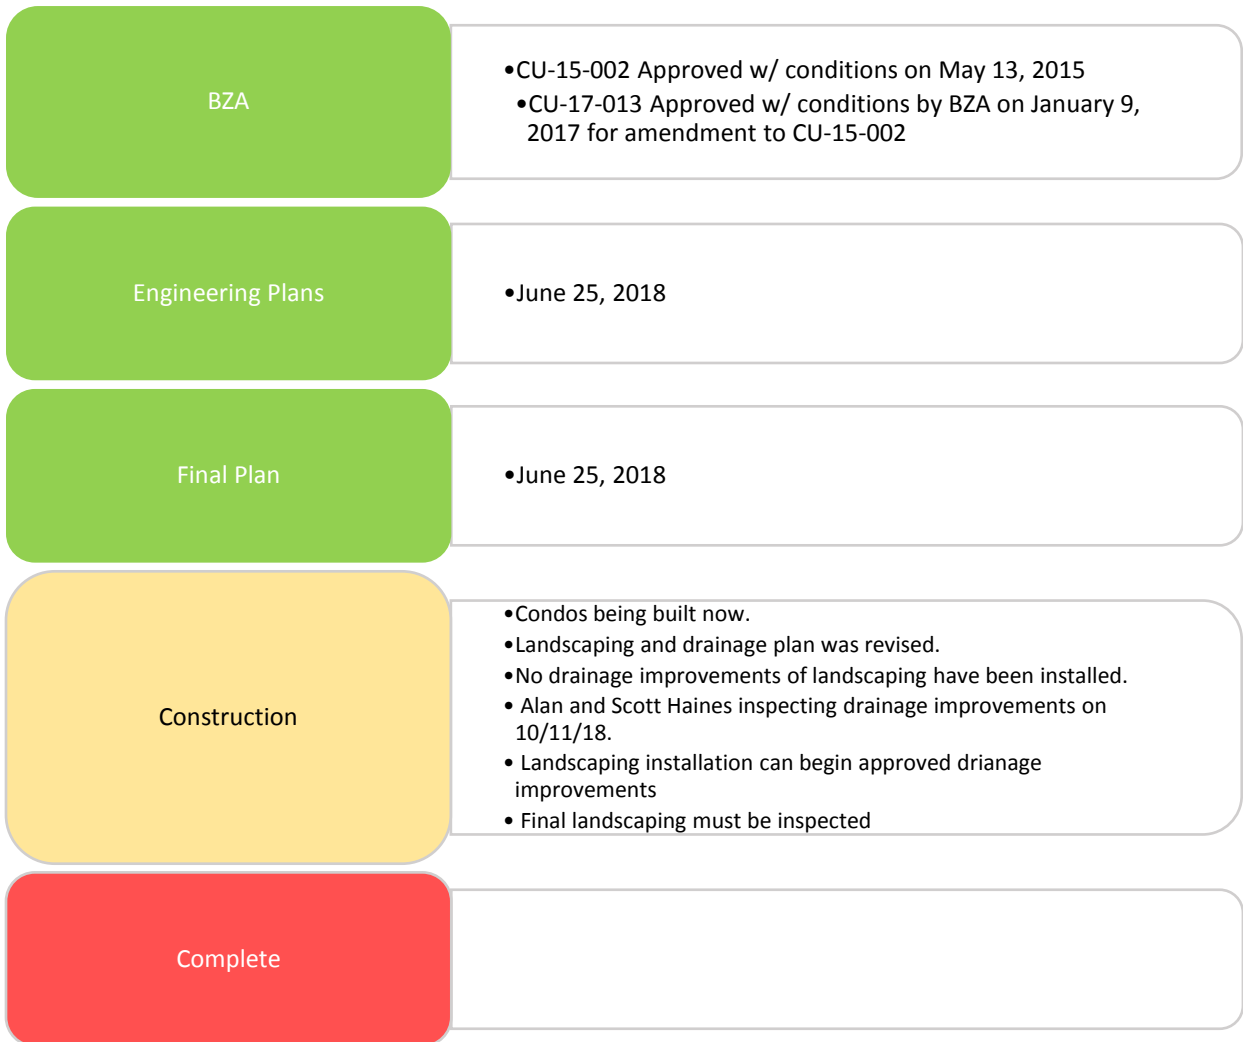 BZA
•CU-15-002 Approved w/ conditions on May 13, 2015
•CU-17-013 Approved w/ conditions by BZA on January 9,
2017 for amendment to CU-15-002
Engineering Plans
•June 25, 2018
Final Plan
•June 25, 2018
Construction
•Condos being built now.
•Landscaping and drainage plan was revised.
•No drainage improvements of landscaping have been installed.
• Alan and Scott Haines inspecting drainage improvements on
10/11/18.
• Landscaping installation can begin approved drianage
improvements
• Final landscaping must be inspected
Complete